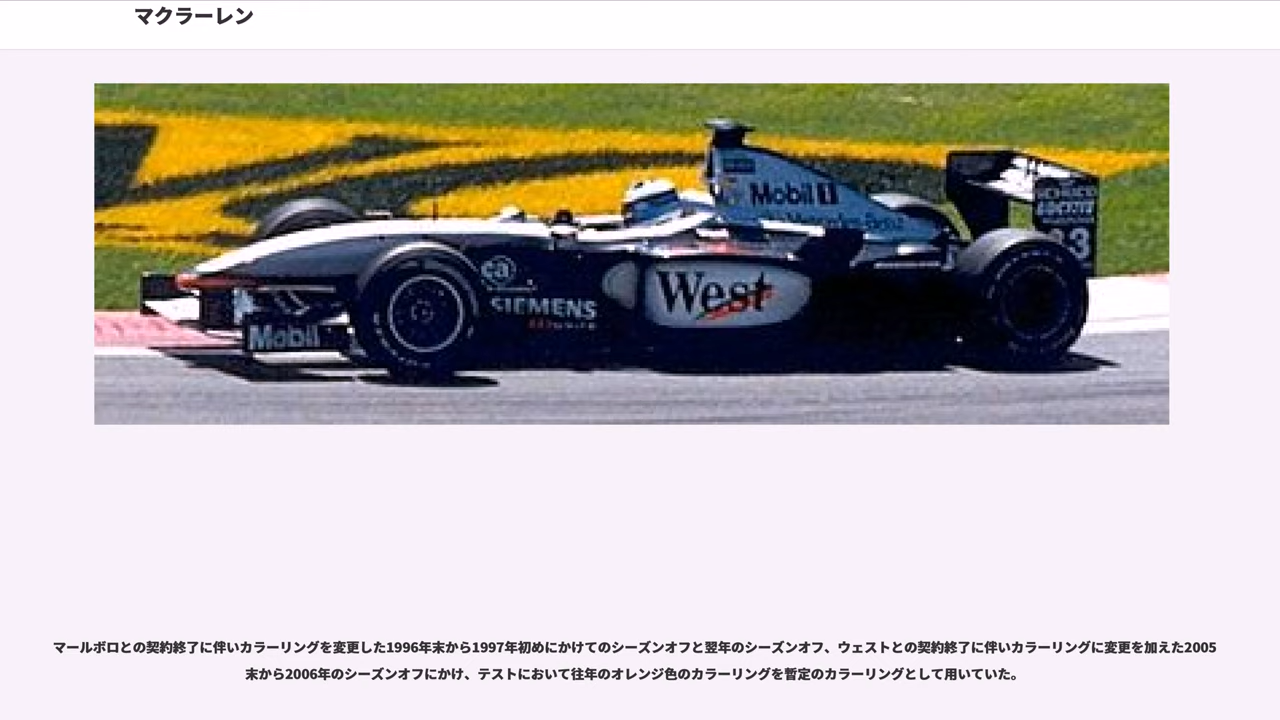 マクラーレン
Mobil 1
Mercedes-Benz
ca
SIEMENS
West
Mobil
マールボロとの契約終了に伴いカラーリングを変更した1996年末から1997年初めにかけてのシーズンオフと翌年のシーズンオフ、ウェストとの契約終了に伴いカラーリングに変更を加えた2005
末から2006年のシーズンオフにかけ、テストにおいて往年のオレンジ色のカラーリングを暫定のカラーリングとして用いていた。